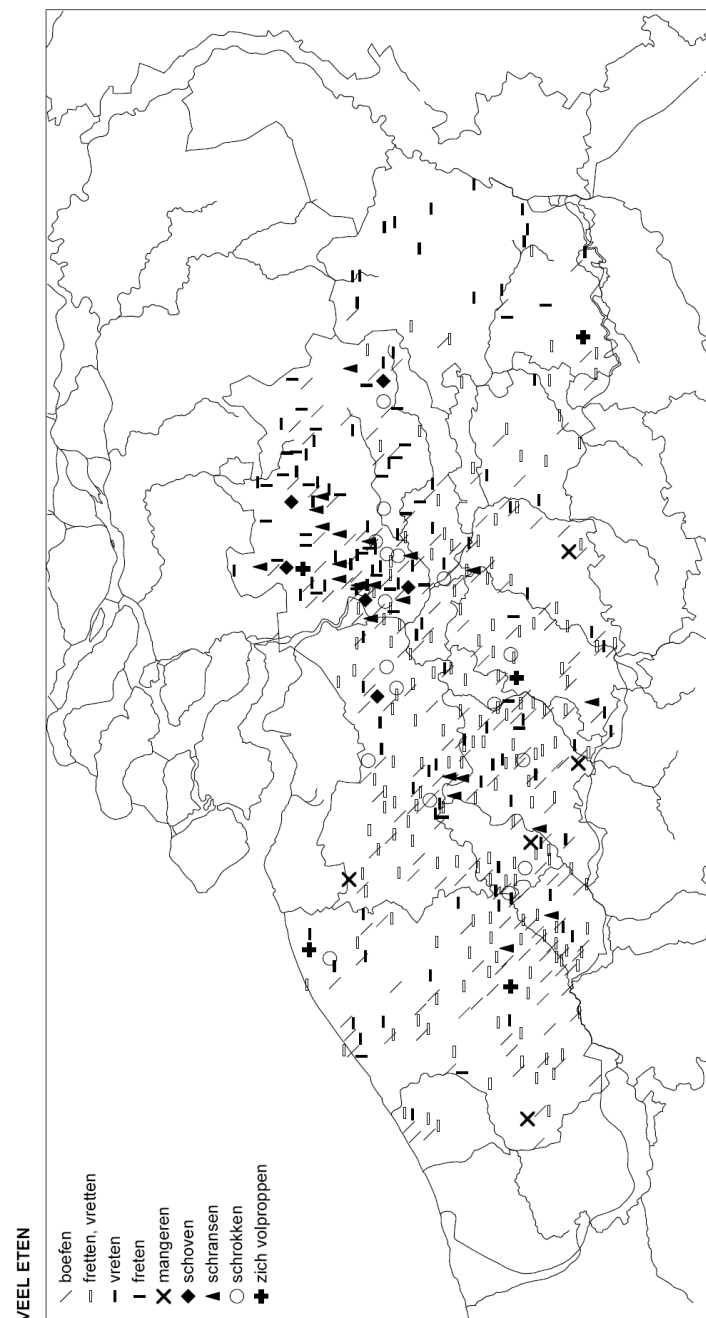 VEEL ETEN
boefen
fretten, vretten
vreten
freten
mangeren
schoven
schransen
schrokken
zich volproppen